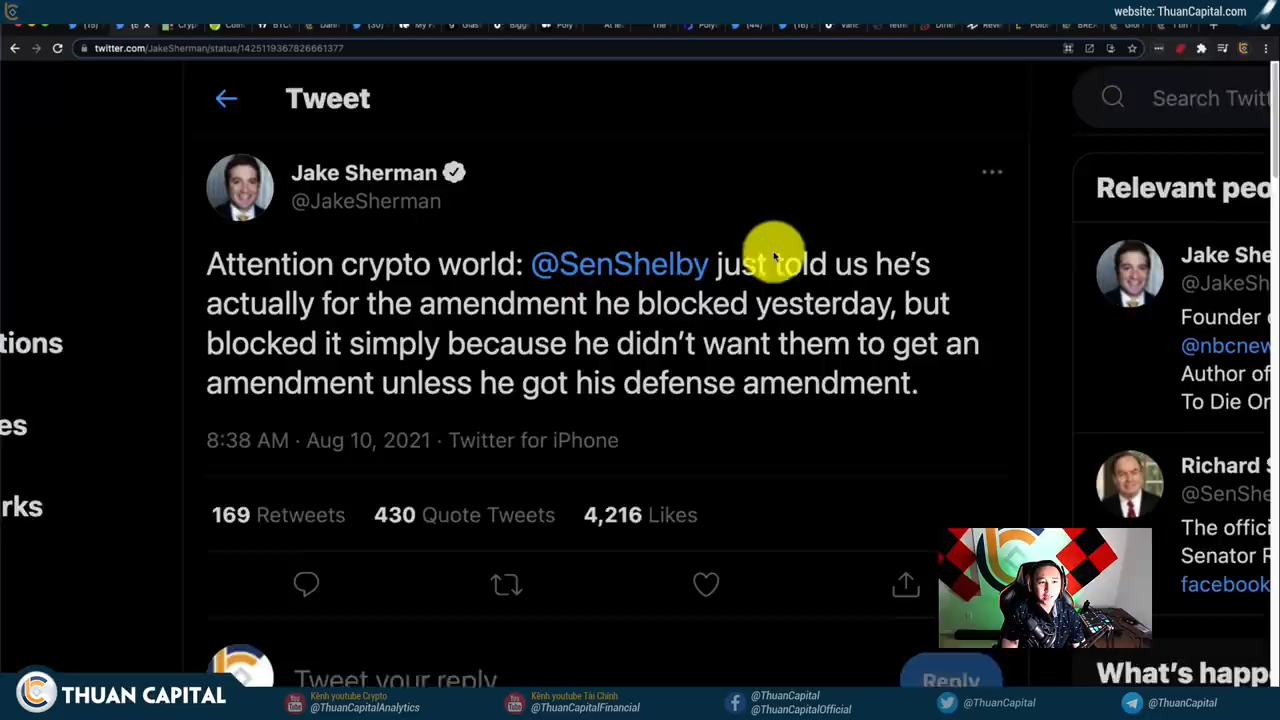 website: ThuanCapital.com
twitter.com/JakeSherman/status/1425119367826661377
Tweet
Search Twitt
Jake Sherman
@JakeSherman
Attention crypto world: @SenShelby just told us he’s
actually for the amendment he blocked yesterday, but
blocked it simply because he didn’t want them to get an
amendment unless he got his defense amendment.
8:38 AM · Aug 10, 2021 · Twitter for iPhone
169 Retweets 430 Quote Tweets 4,216 Likes
Tweet your reply
Reply
tions
es
rks
Relevant peo
Jake She
@JakeSh
Founder
@nbcnew
Author of
To Die On
Richard S
@SenShe
The offici
Senator R
facebook
What's happ
THUAN CAPITAL
Kênh youtube Crypto
@ThuanCapitalAnalytics
Kênh youtube Tài Chính
@ThuanCapitalFinancial
@ThuanCapital
@ThuanCapitalOfficial
@ThuanCapital
@ThuanCapital